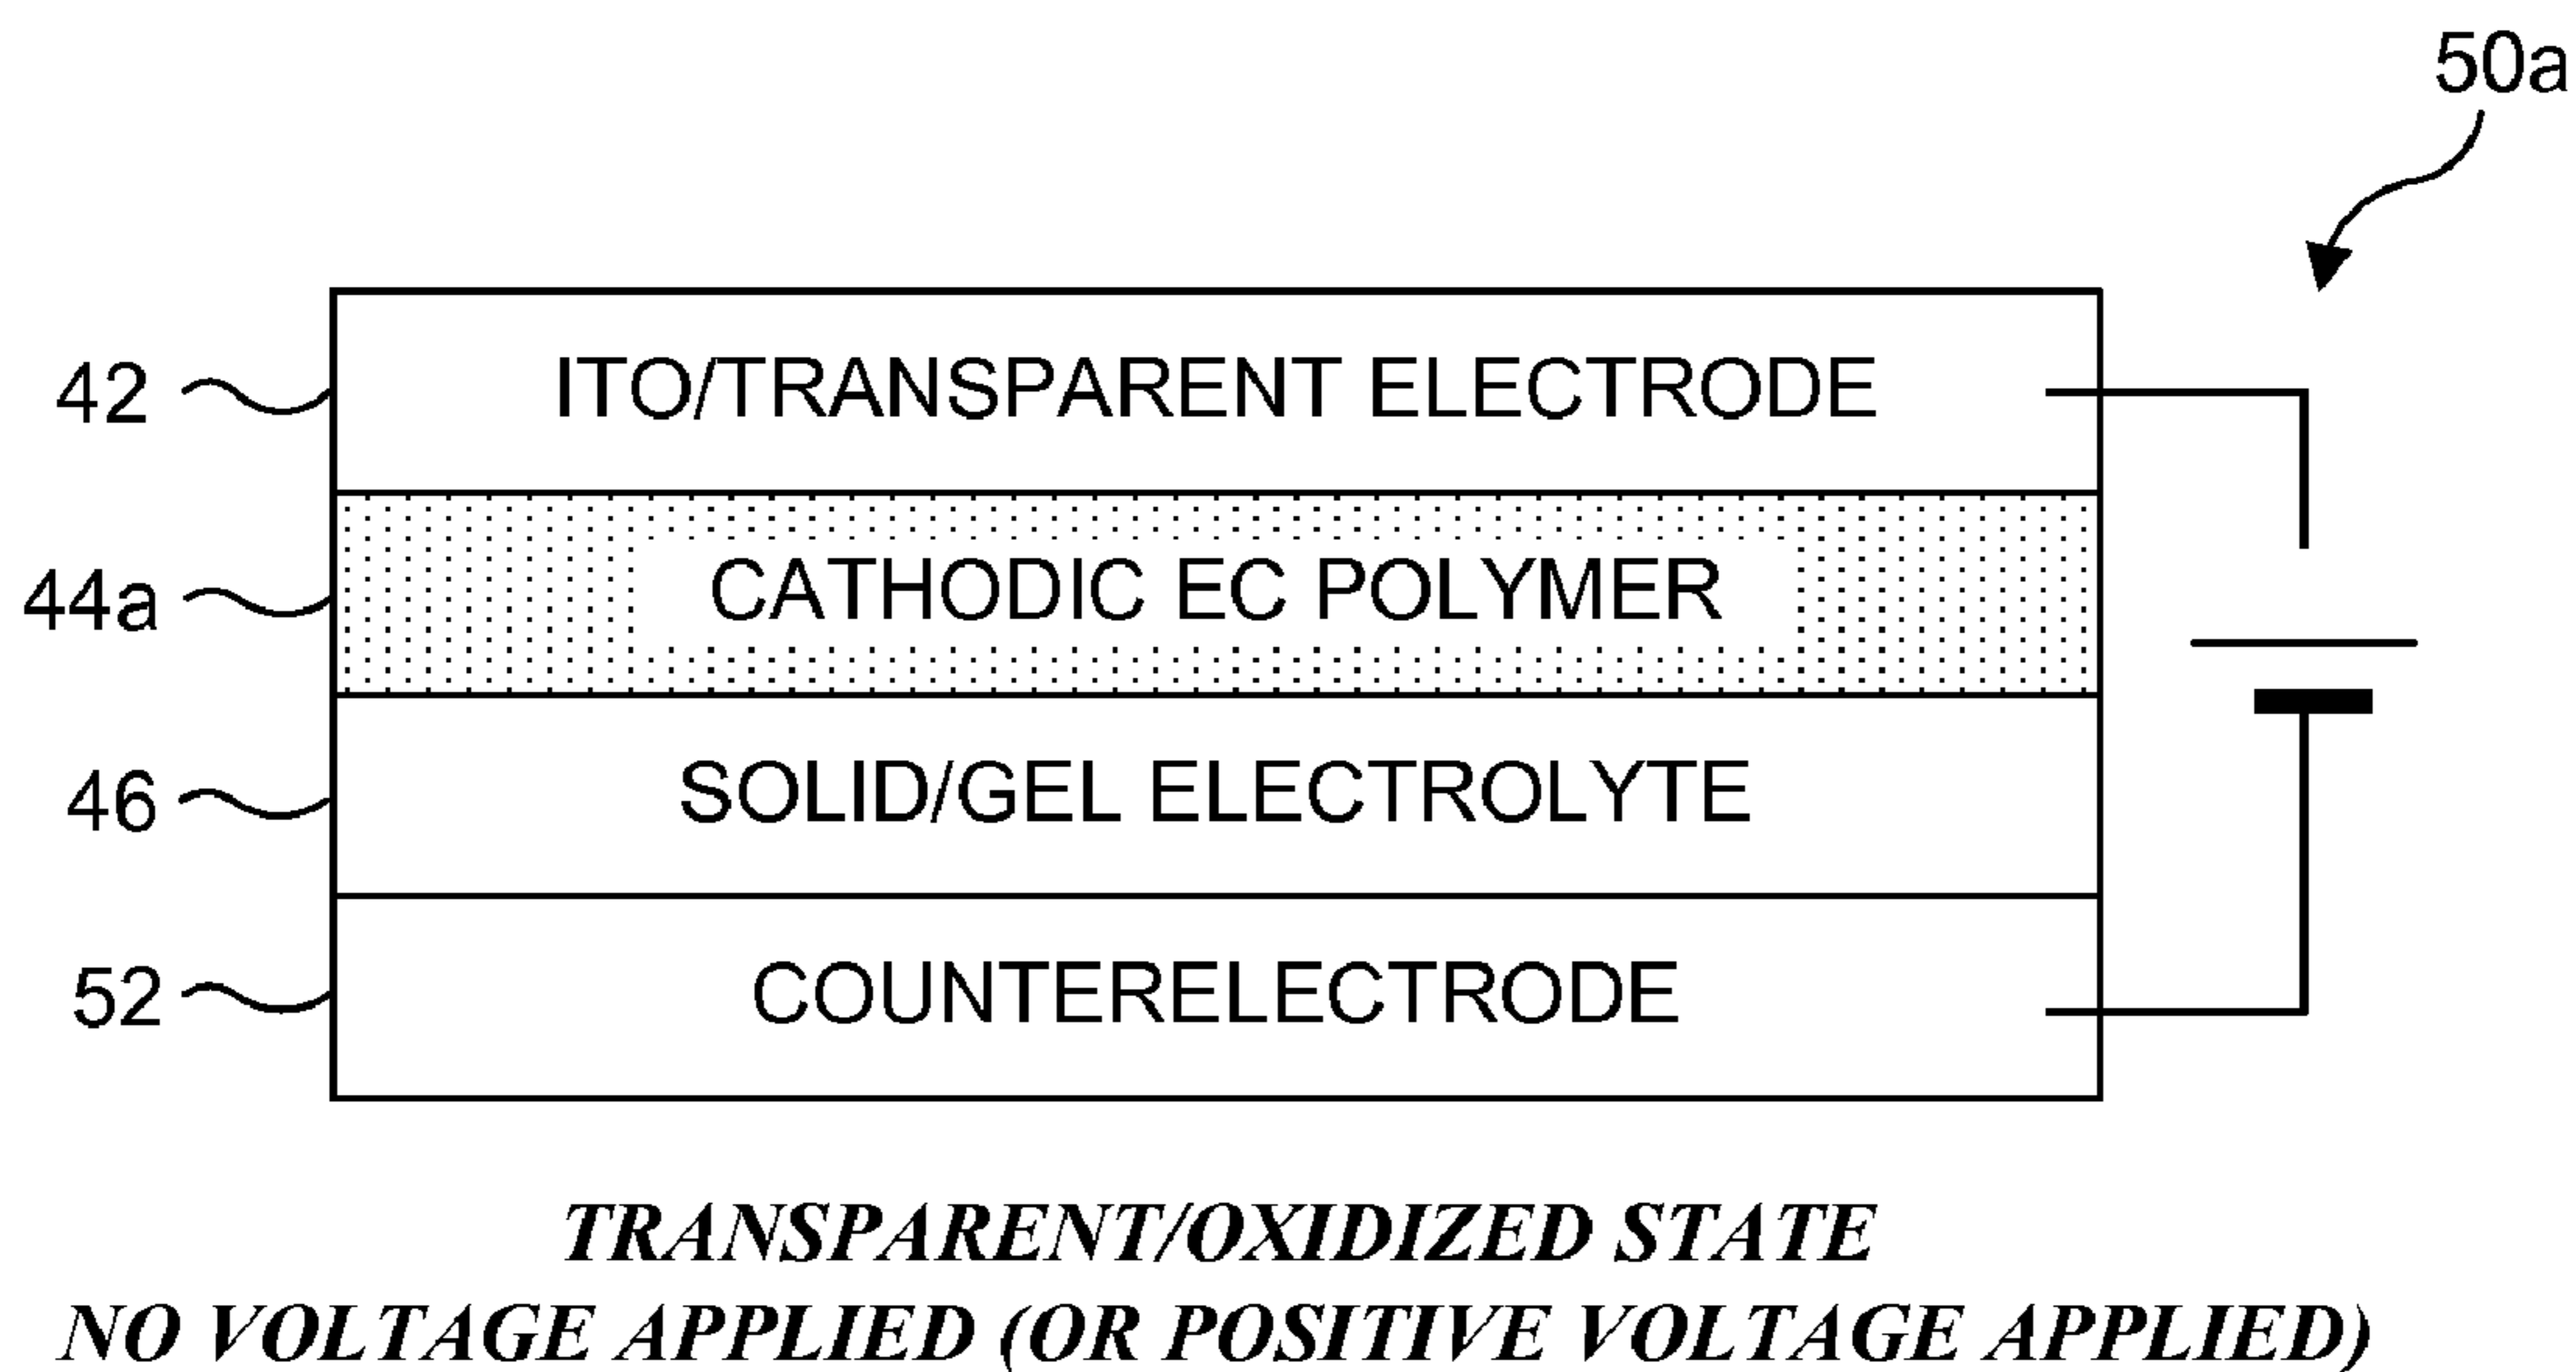 50a
42
ITO/TRANSPARENT ELECTRODE
44a
CATHODIC EC POLYMER
46
SOLID/GEL ELECTROLYTE
52
COUNTERELECTRODE
TRANSPARENT/OXIDIZED STATE
NO VOLTAGE APPLIED (OR POSITIVE VOLTAGE APPLIED)